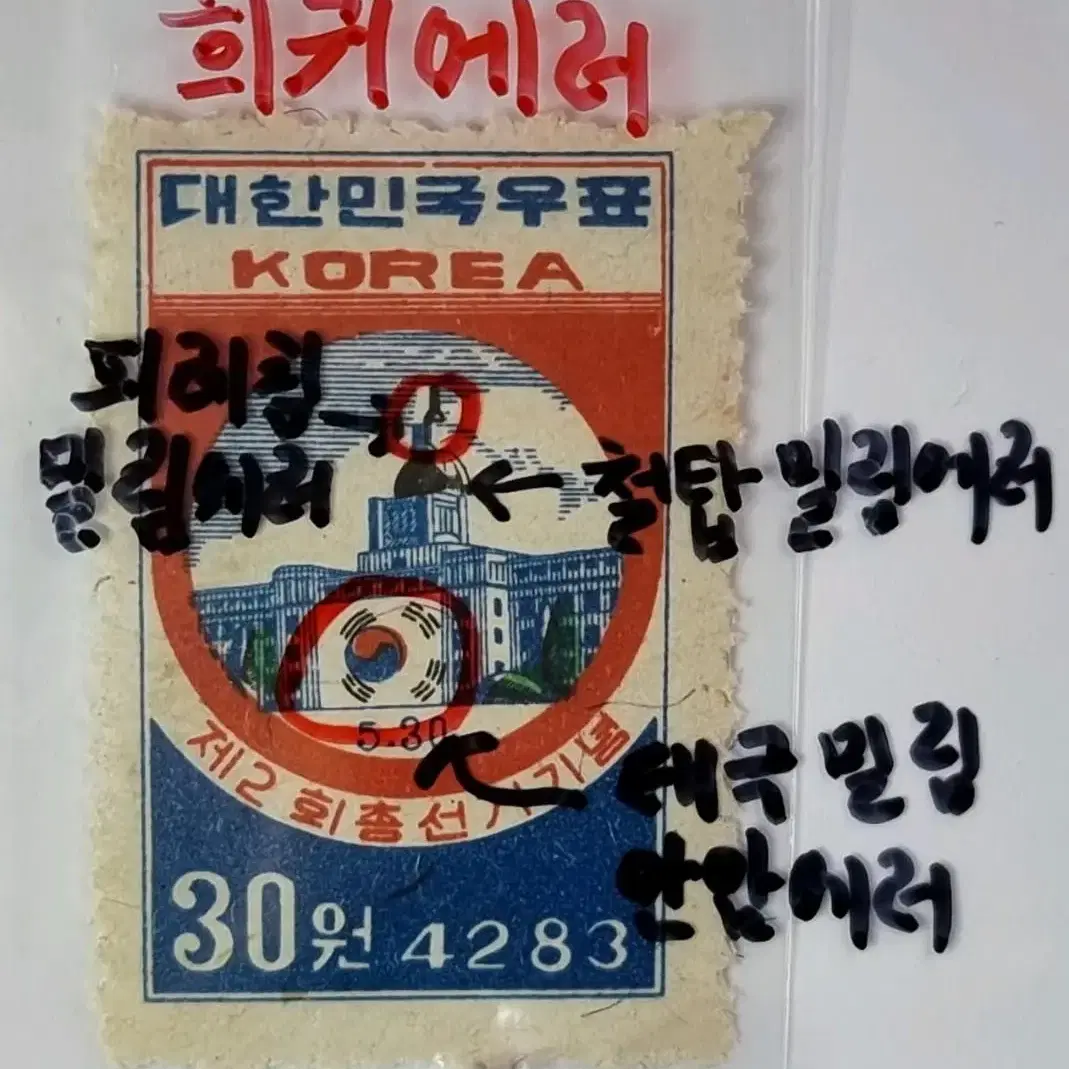 희귀에러
대한민국우표
KOREA
피뢰침
밀림에러
철탑 밀림에러
5.30
제2회총선거기념
태극밀림
에러
30원 4283